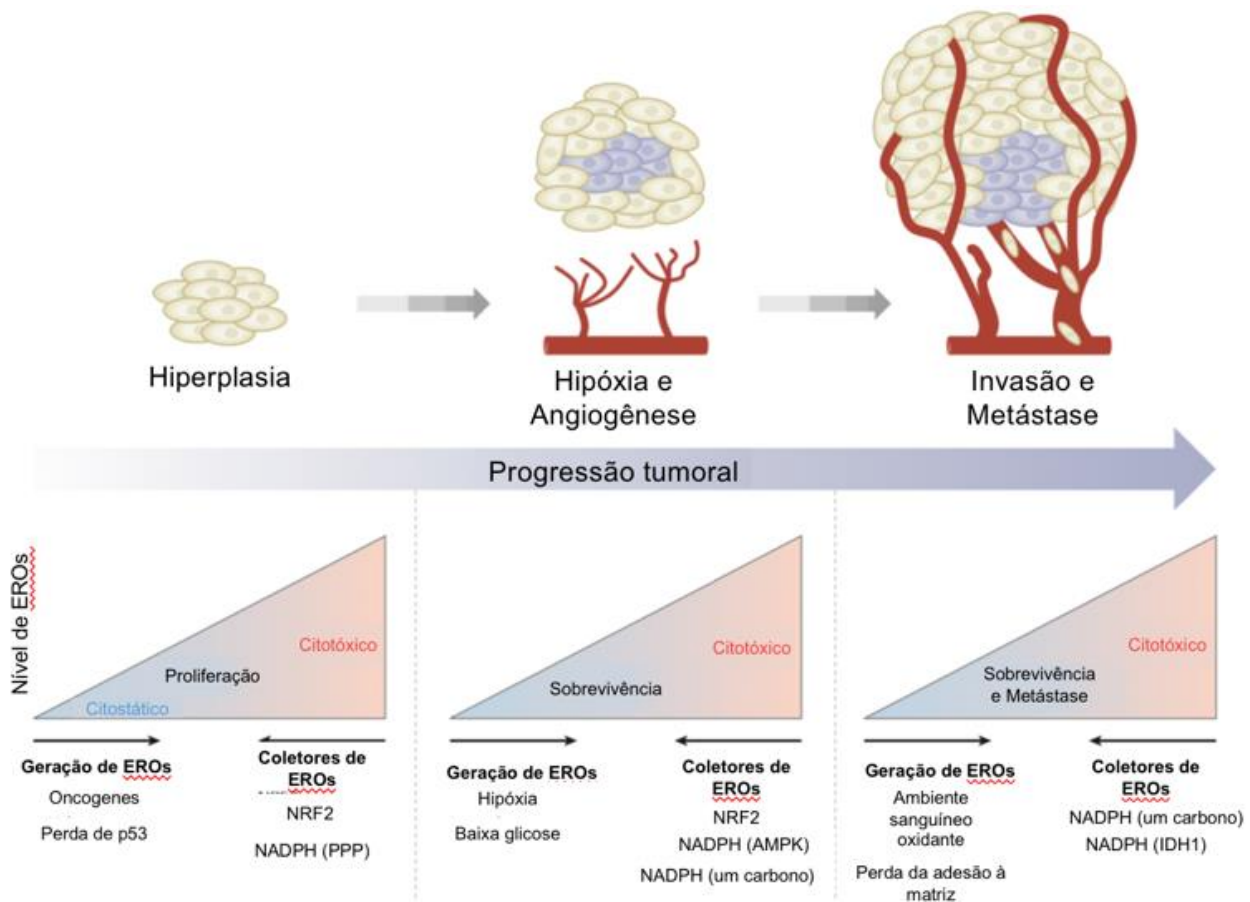 Hiperplasia
Hipóxia e
Angiogênese
Invasão e
Metástase
Progressão tumoral
Nível de EROs
Citostático
Proliferação
Citotóxico
Geração de EROs
Oncogenes
Perda de p53
Coletores de
EROs
NRF2
NADPH (PPP)
Sobrevivência
Citotóxico
Geração de EROs
Hipóxia
Baixa glicose
Coletores de
EROs
NRF2
NADPH (AMPK)
NADPH (um carbono)
Sobrevivência
e Metástase
Citotóxico
Geração de EROs
Ambiente
sanguíneo
oxidante
Perda da adesão à
matriz
Coletores de
EROs
NADPH (um carbono)
NADPH (IDH1)